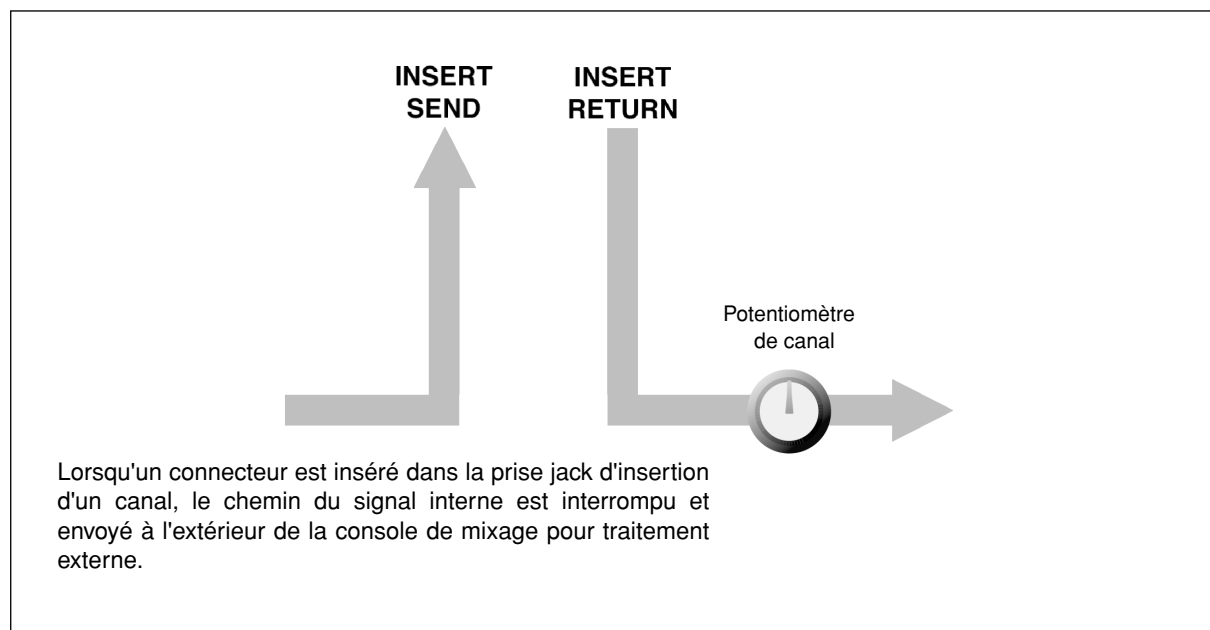 INSERT
SEND
INSERT
RETURN
Potentiomètre
de canal
Lorsqu'un connecteur est inséré dans la prise jack d'insertion
d'un canal, le chemin du signal interne est interrompu et
envoyé à l'extérieur de la console de mixage pour traitement
externe.